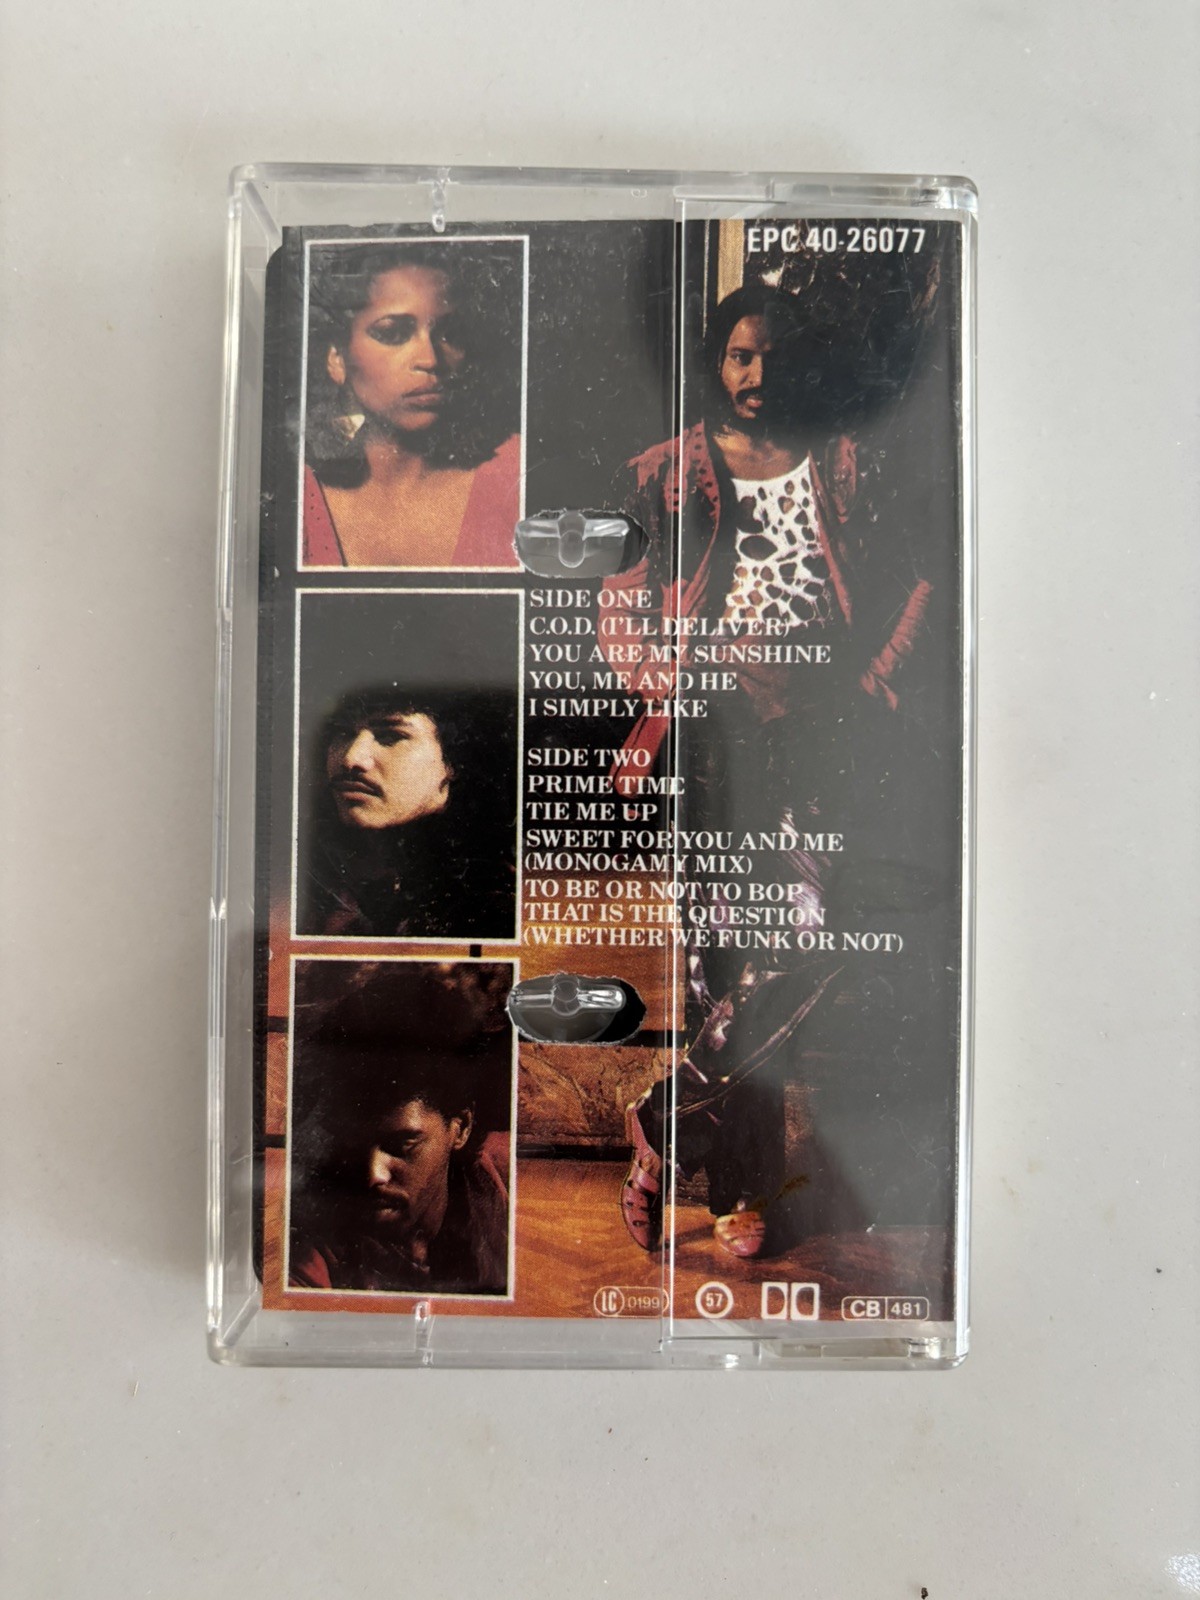 EPC 40-26077
SIDE ONE
C.O.D. (I'LL DELIVER)
YOU ARE MY SUNSHINE
YOU, ME AND HE
I SIMPLY LIKE
SIDE TWO
PRIME TIME
TIE ME UP
SWEET FOR YOU AND ME
(MONOGAMY MIX)
TO BE OR NOT TO BOP
THAT IS THE QUESTION
(WHETHER WE FUNK OR NOT)
LC 0199 57 CB 481